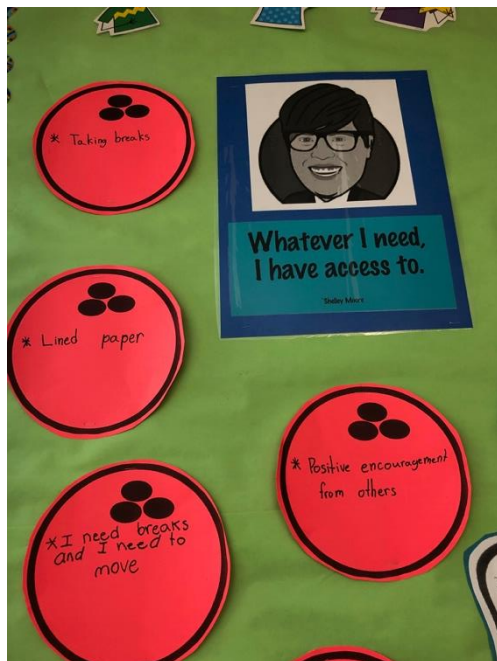 * Taking breaks
Whatever I need,
I have access to.
Shelley Moore
* Lined paper
* Positive encouragement
from others
* I need breaks
and I need to
move